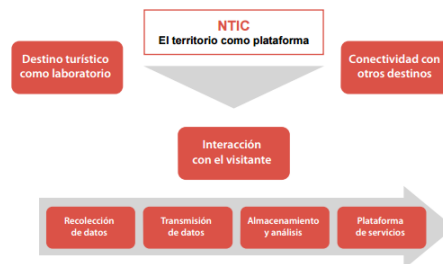 NTIC
El territorio como plataforma
Destino turístico
como laboratorio
Conectividad con
otros destinos
Interacción
con el visitante
Recolección
de datos
Transmisión
de datos
Almacenamiento
y análisis
Plataforma
de servicios